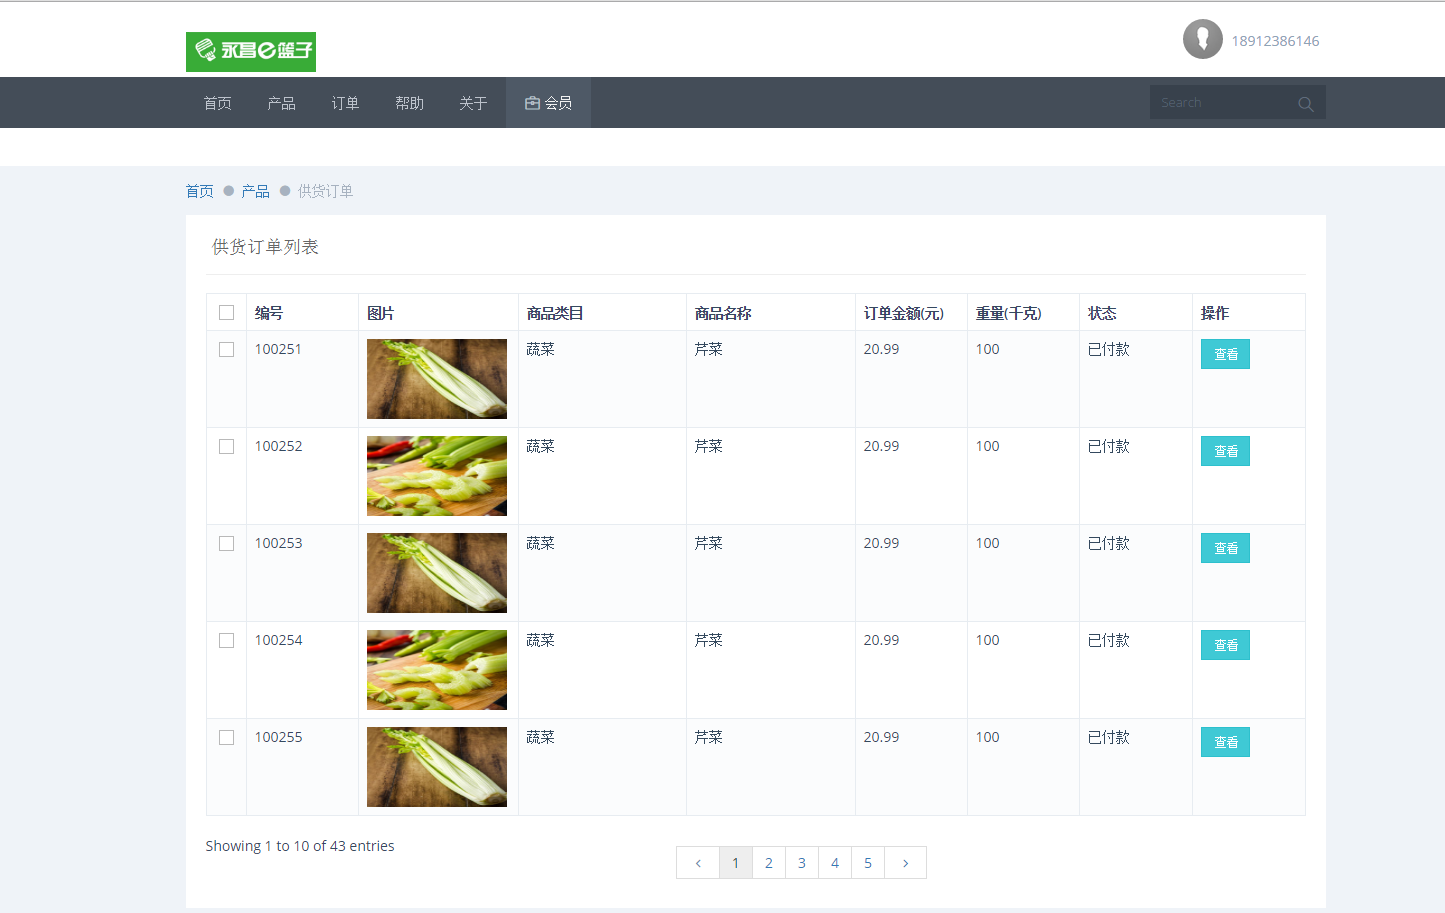 永昌e篮子
18912386146
首页 产品 订单 帮助 关于 会员 Search
首页 产品 供货订单
供货订单列表
编号 图片 商品类目 商品名称 订单金额(元) 重量(千克) 状态 操作
100251 蔬菜 芹菜 20.99 100 已付款 查看
100252 蔬菜 芹菜 20.99 100 已付款 查看
100253 蔬菜 芹菜 20.99 100 已付款 查看
100254 蔬菜 芹菜 20.99 100 已付款 查看
100255 蔬菜 芹菜 20.99 100 已付款 查看
Showing 1 to 10 of 43 entries
< 1 2 3 4 5 >